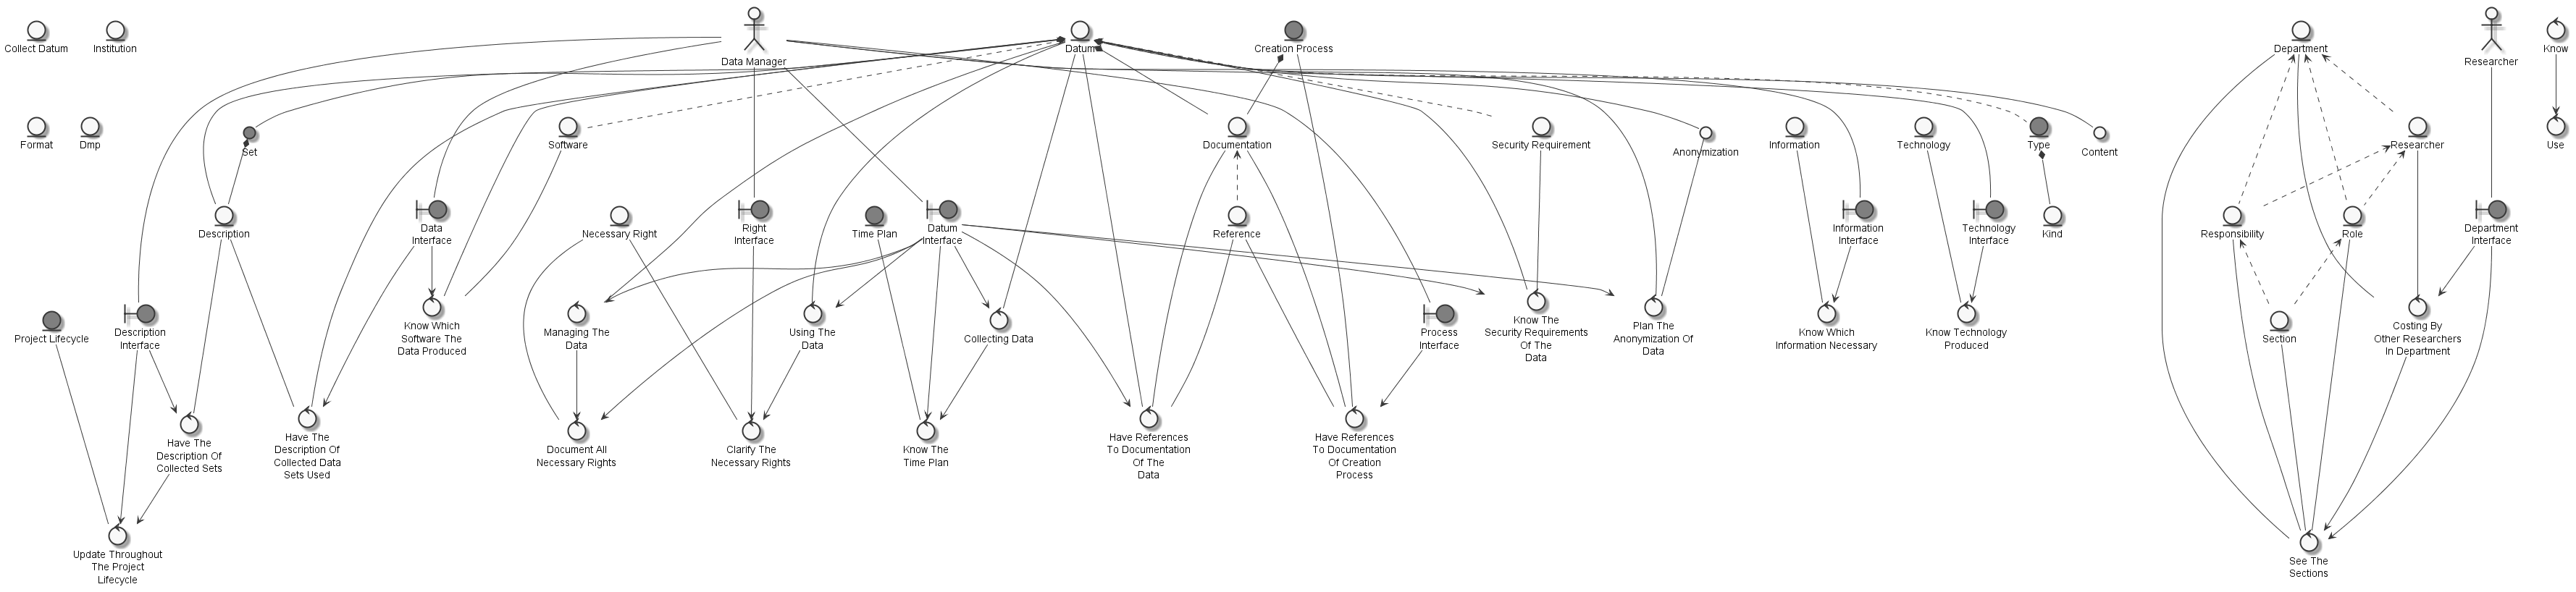 Collect Datum
Institution
Data Manager
Datum
Creation Process
Department
Researcher
Know
Format
Dmp
Set
Software
Documentation
Security Requirement
Anonymization
Information
Technology
Type
Content
Researcher
Use
Description
Data
Interface
Necessary Right
Right
Interface
Time Plan
Datum
Interface
Reference
Information
Interface
Technology
Interface
Kind
Responsibility
Role
Department
Interface
Project Lifecycle
Description
Interface
Know Which
Software The
Data Produced
Managing The
Data
Using The
Data
Collecting Data
Process
Interface
Know The
Security Requirements
Of The
Data
Plan The
Anonymization Of
Data
Know Which
Information Necessary
Know Technology
Produced
Section
Costing By
Other Researchers
In Department
Have The
Description Of
Collected Sets
Have The
Description Of
Collected Data
Sets Used
Document All
Necessary Rights
Clarify The
Necessary Rights
Know The
Time Plan
Have References
To Documentation
Of The
Data
Have References
To Documentation
Of Creation
Process
Update Throughout
The Project
Lifecycle
See The
Sections